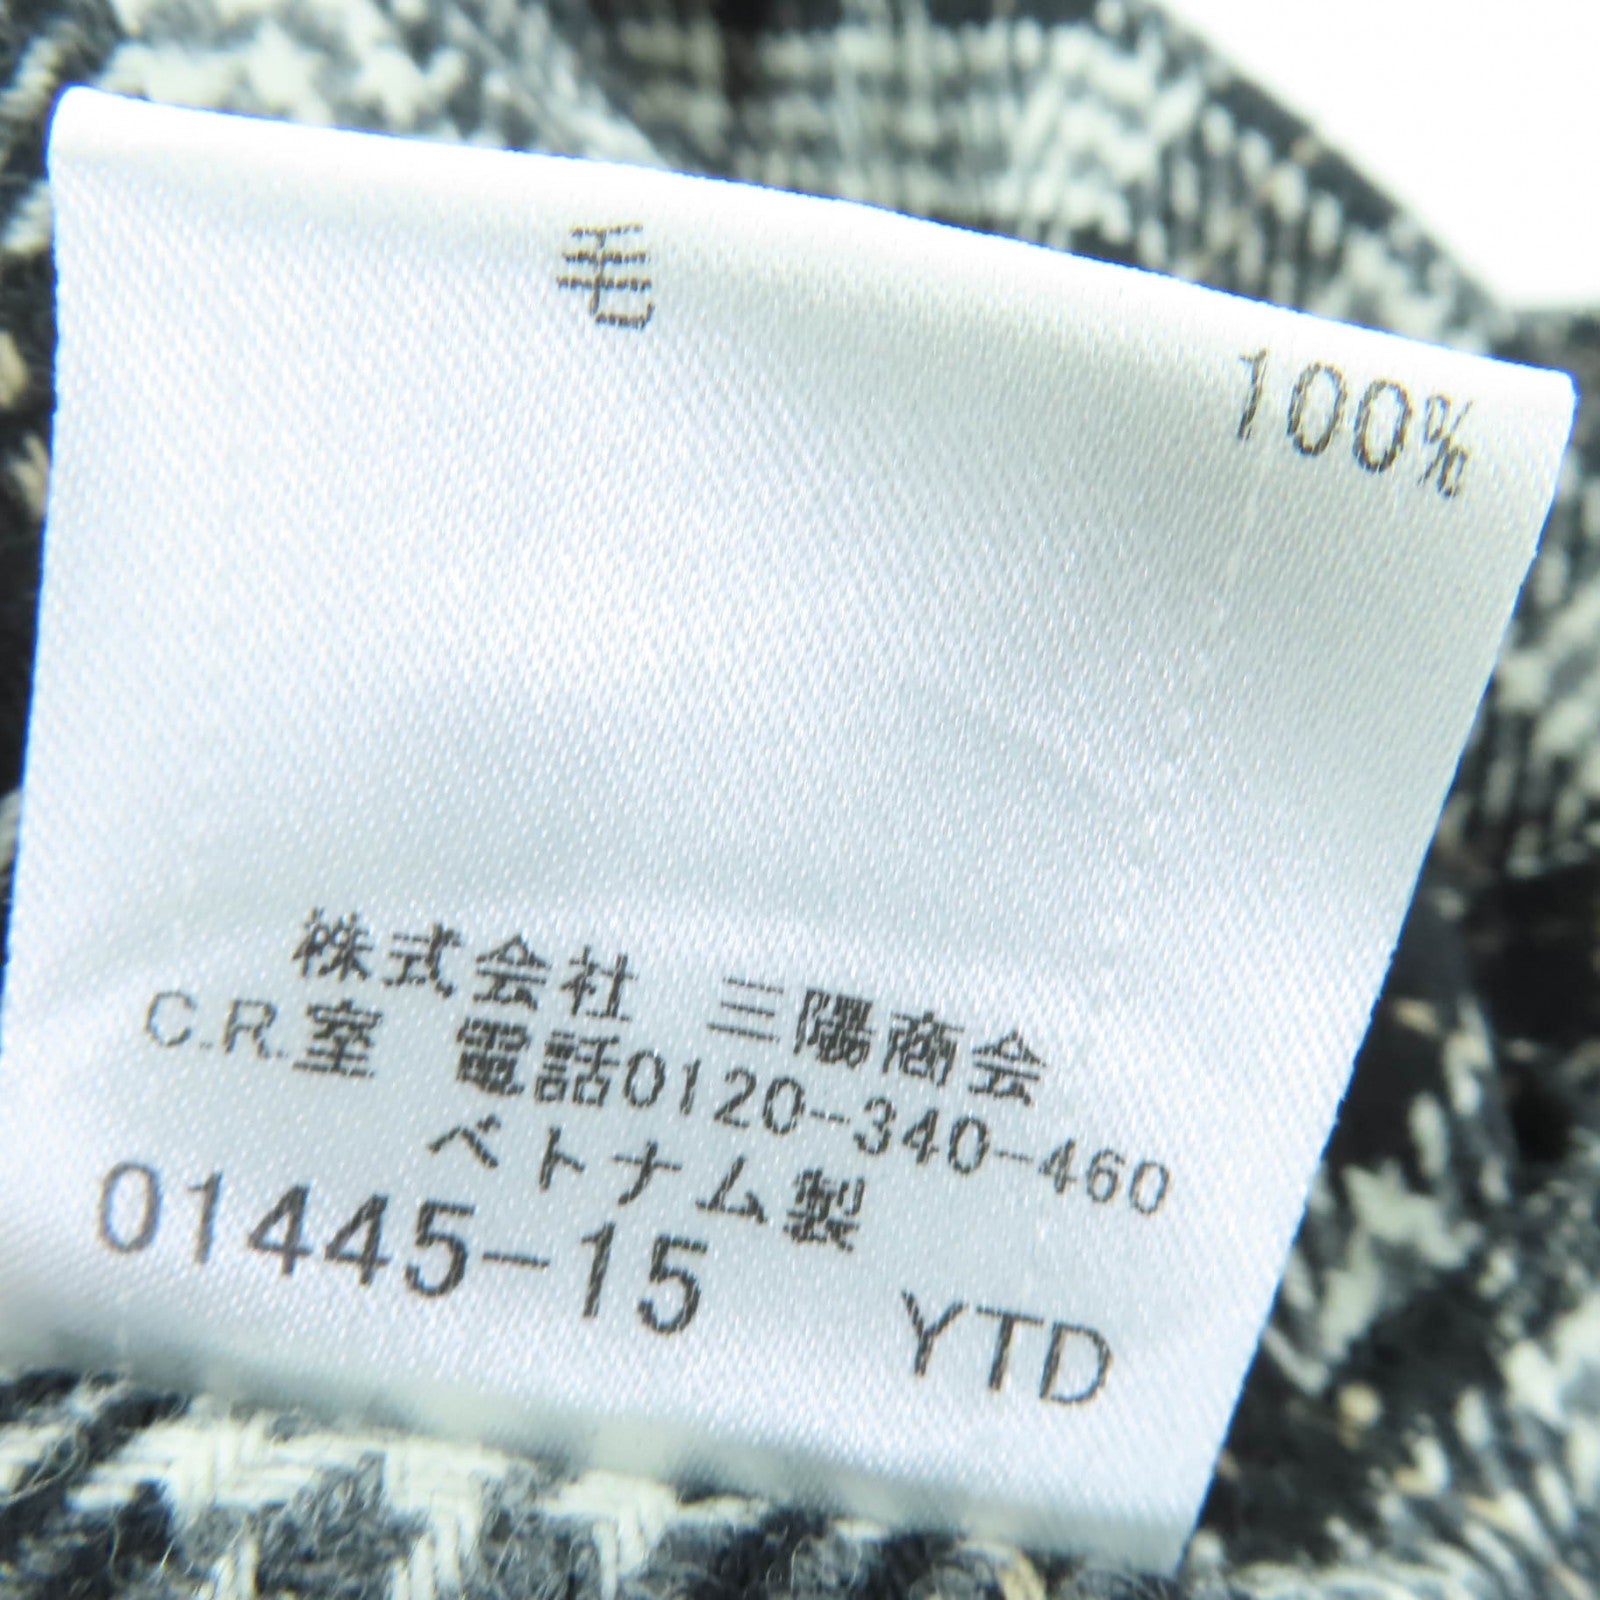 毛 100%
株式会社 三陽商会
C.R.室 電話0120-340-460
ベトナム製
01445-15 YTD